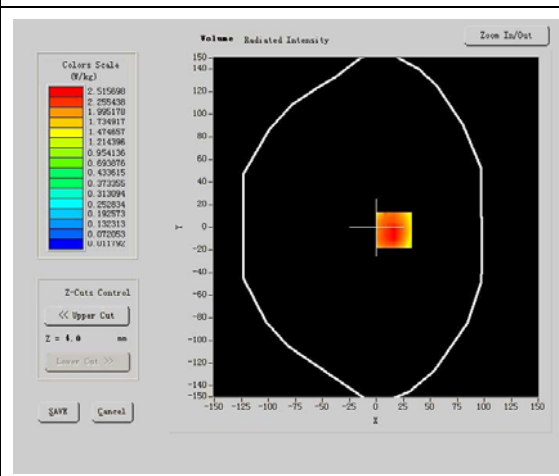 Volume Radiated Intensity
Zoom In/Out
Colors Scale
(W/kg)
2.515698
2.255438
1.995178
1.734917
1.474657
1.214396
0.954136
0.693876
0.433615
0.373355
0.313094
0.252834
0.192573
0.132313
0.072053
0.011792
Z-Cuts Control
<< Upper Cut
Z = 4.0 mm
Lower Cut >>
SAVE
Cancel
150
140
120
100
80
60
40
20
0
-20
-40
-60
-80
-100
-120
-140
-150
Y
-150 -125 -100 -75 -50 -25 0 25 50 75 100 125 150
X